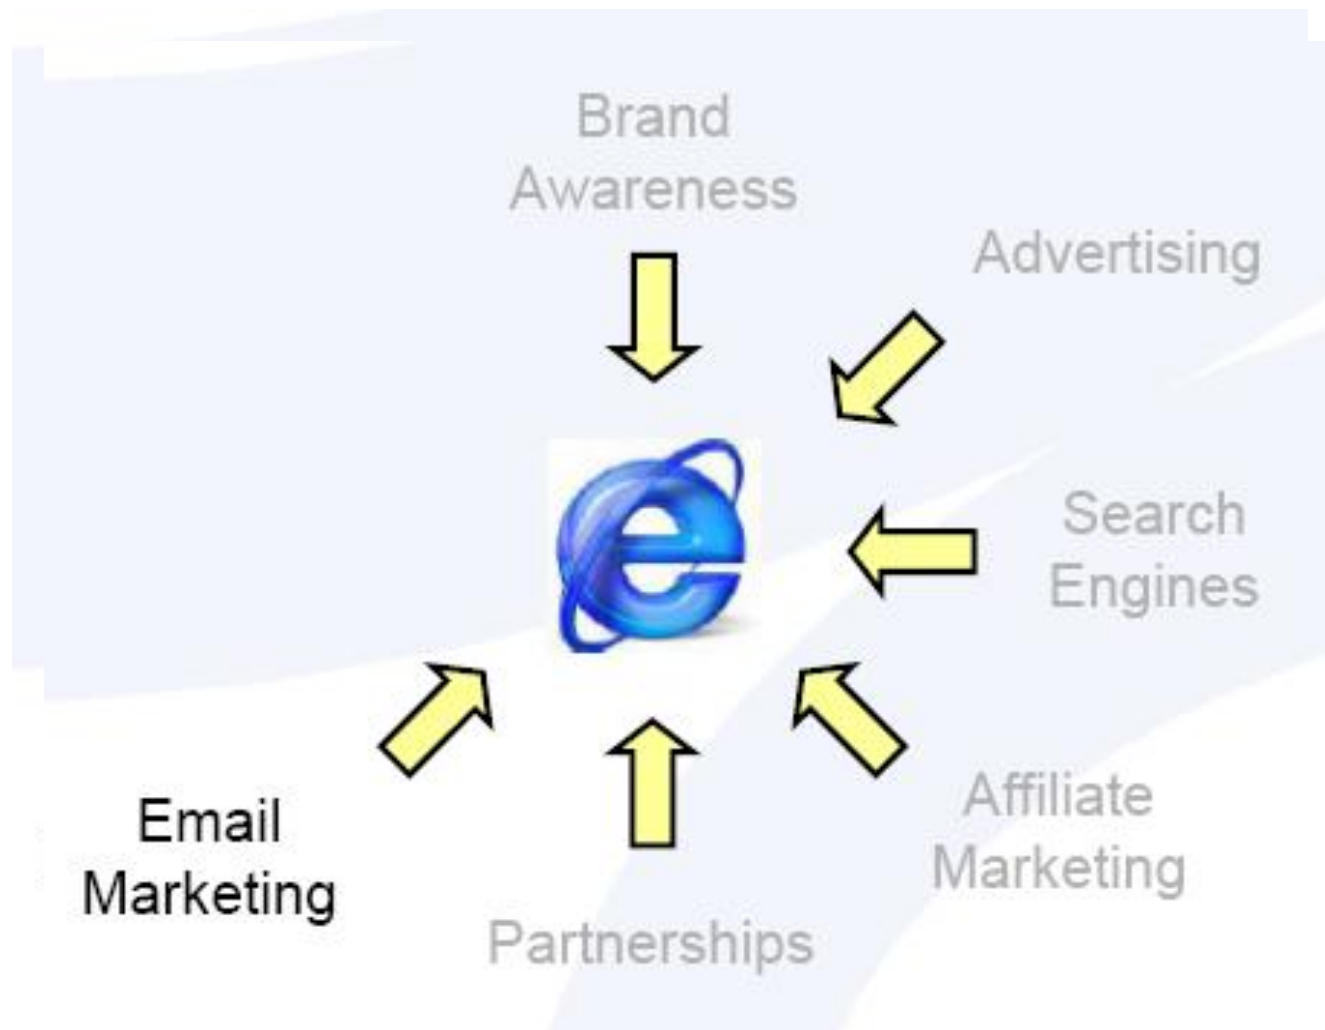 Brand
Awareness
Advertising
Search
Engines
Affiliate
Marketing
Partnerships
Email
Marketing